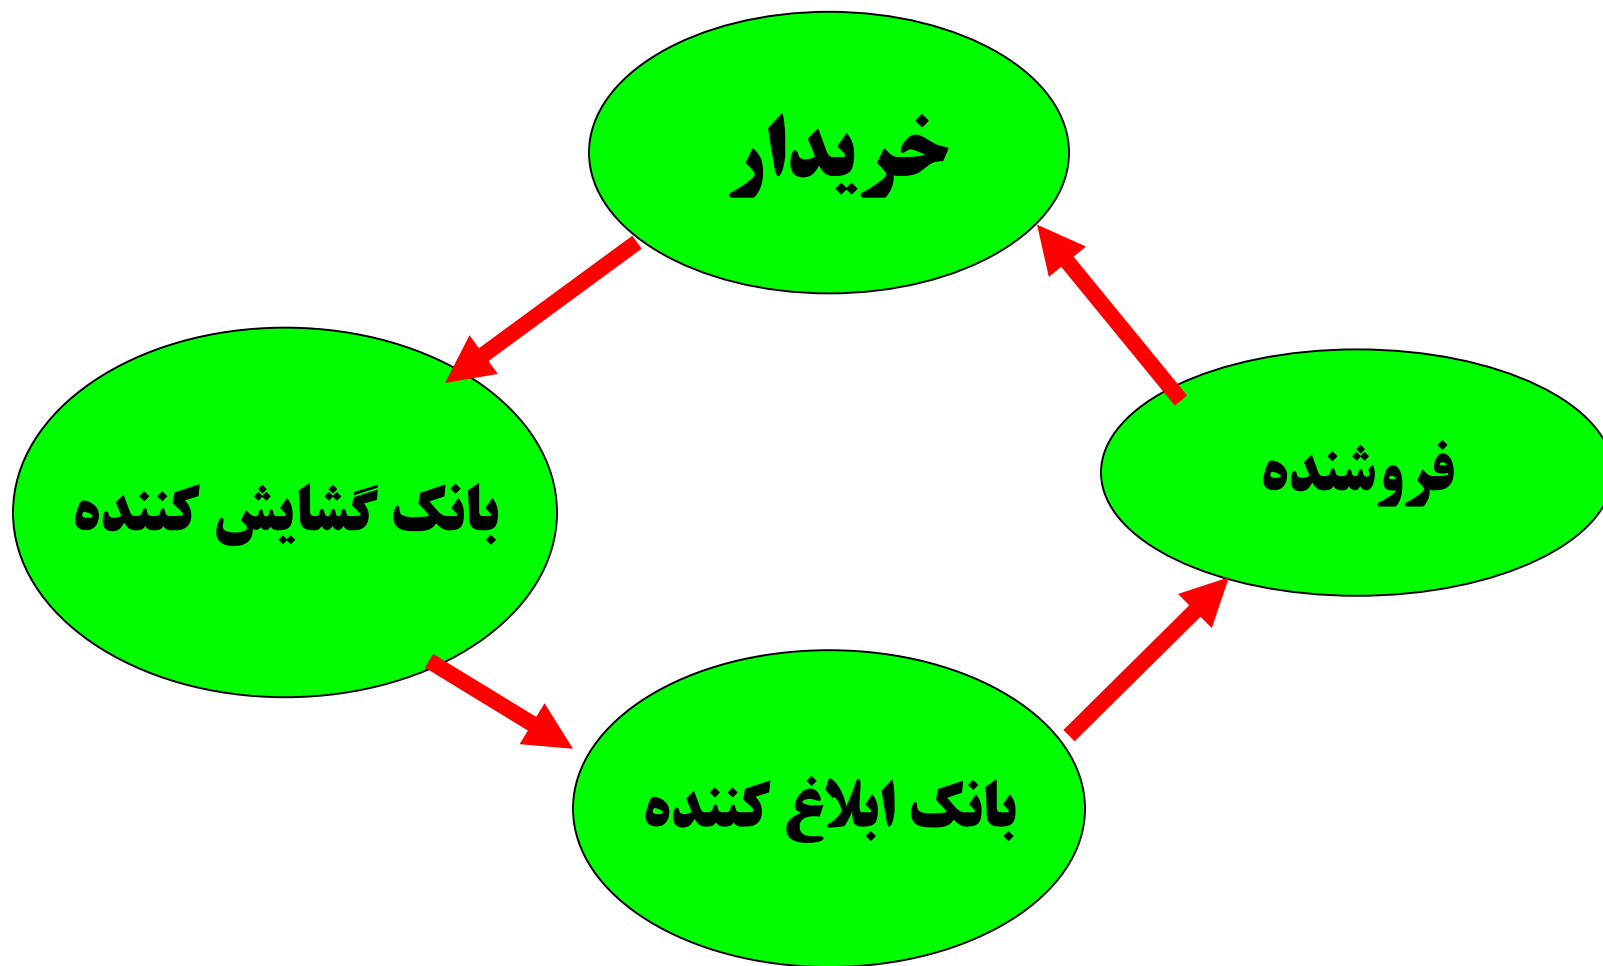 خریدار
فروشنده
بانک گشایش کننده
بانک ابلاغ کننده